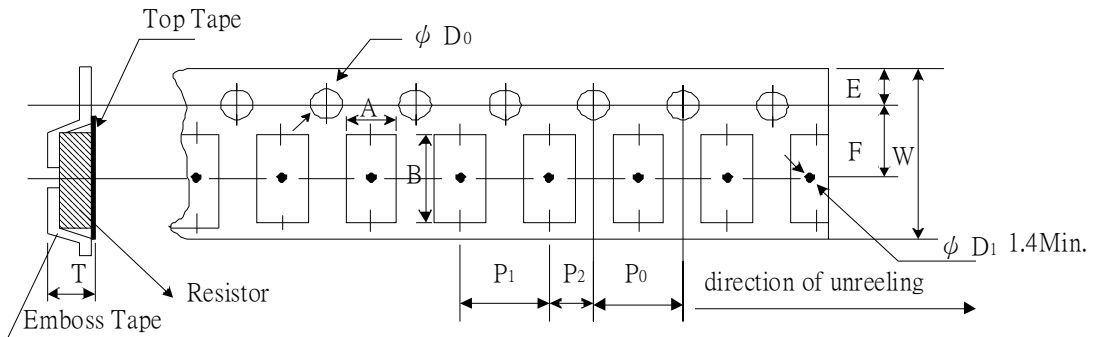 Top Tape
ϕ D0
A
E
F
W
B
ϕ D1 1.4Min.
T
P1
P2
P0
direction of unreeling
Resistor
Emboss Tape